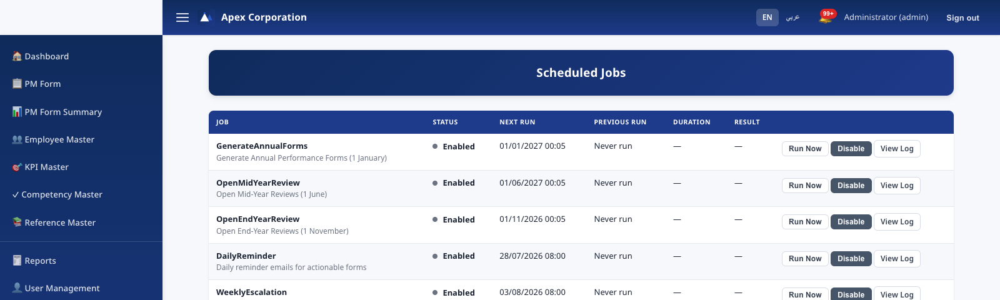 Apex Corporation
EN
عربي
99+
Administrator (admin)
Sign out
Dashboard
PM Form
PM Form Summary
Employee Master
KPI Master
Competency Master
Reference Master
Reports
User Management
Scheduled Jobs
JOB STATUS NEXT RUN PREVIOUS RUN DURATION RESULT
GenerateAnnualForms Enabled 01/01/2027 00:05 Never run — — Run Now Disable View Log
Generate Annual Performance Forms (1 January)
OpenMidYearReview Enabled 01/06/2027 00:05 Never run — — Run Now Disable View Log
Open Mid-Year Reviews (1 June)
OpenEndYearReview Enabled 01/11/2026 00:05 Never run — — Run Now Disable View Log
Open End-Year Reviews (1 November)
DailyReminder Enabled 28/07/2026 08:00 Never run — — Run Now Disable View Log
Daily reminder emails for actionable forms
WeeklyEscalation Enabled 03/08/2026 08:00 Never run — — Run Now Disable View Log